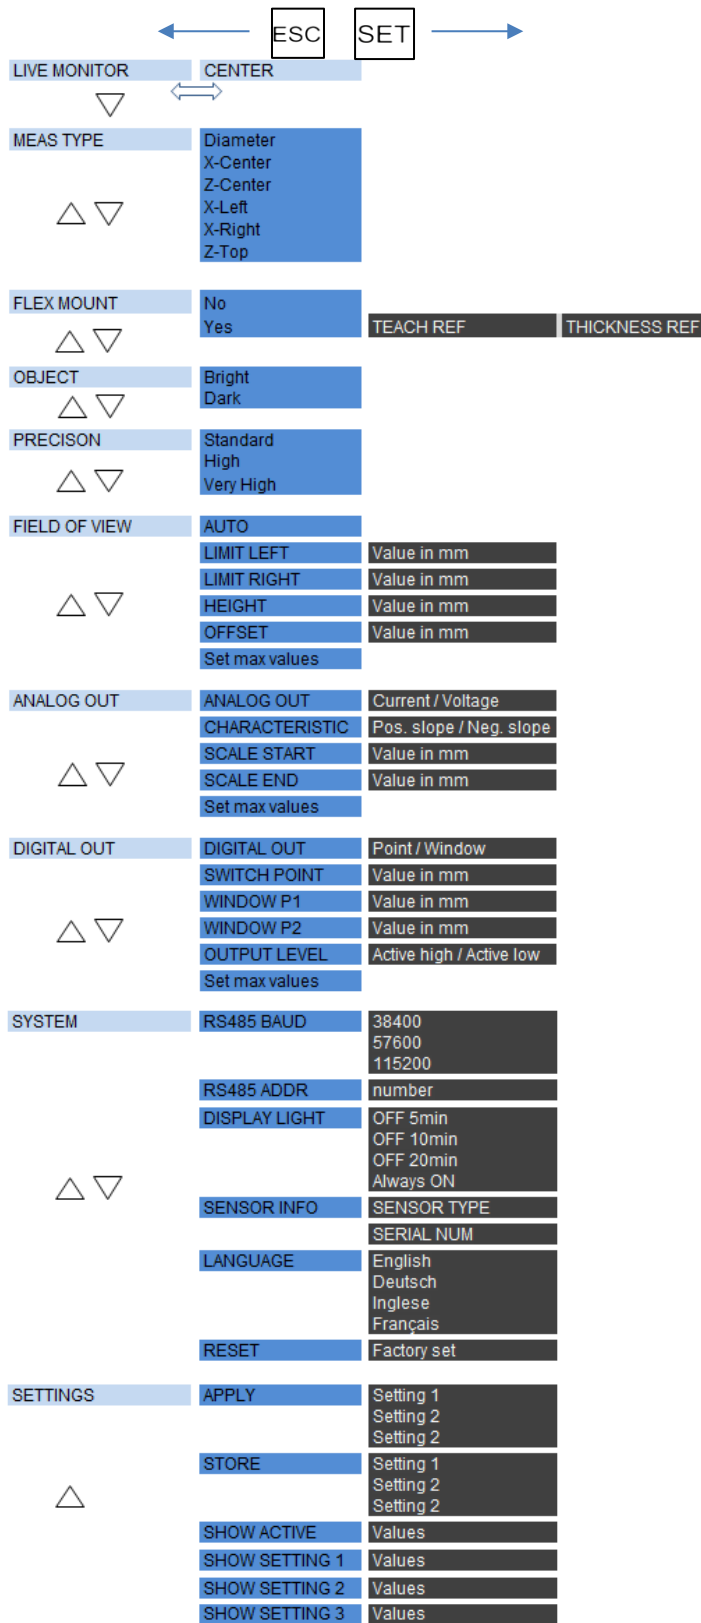 ESC SET
LIVE MONITOR CENTER
MEAS TYPE Diameter
X-Center
Z-Center
X-Left
X-Right
Z-Top
FLEX MOUNT No
Yes TEACH REF THICKNESS REF
OBJECT Bright
Dark
PRECISON Standard
High
Very High
FIELD OF VIEW AUTO
LIMIT LEFT Value in mm
LIMIT RIGHT Value in mm
HEIGHT Value in mm
OFFSET Value in mm
Set max values
ANALOG OUT ANALOG OUT Current / Voltage
CHARACTERISTIC Pos. slope / Neg. slope
SCALE START Value in mm
SCALE END Value in mm
Set max values
DIGITAL OUT DIGITAL OUT Point / Window
SWITCH POINT Value in mm
WINDOW P1 Value in mm
WINDOW P2 Value in mm
OUTPUT LEVEL Active high / Active low
Set max values
SYSTEM RS485 BAUD 38400
57600
115200
RS485 ADDR number
DISPLAY LIGHT OFF 5min
OFF 10min
OFF 20min
Always ON
SENSOR INFO SENSOR TYPE
SERIAL NUM
LANGUAGE English
Deutsch
Inglese
Français
RESET Factory set
SETTINGS APPLY Setting 1
Setting 2
Setting 2
STORE Setting 1
Setting 2
Setting 2
SHOW ACTIVE Values
SHOW SETTING 1 Values
SHOW SETTING 2 Values
SHOW SETTING 3 Values